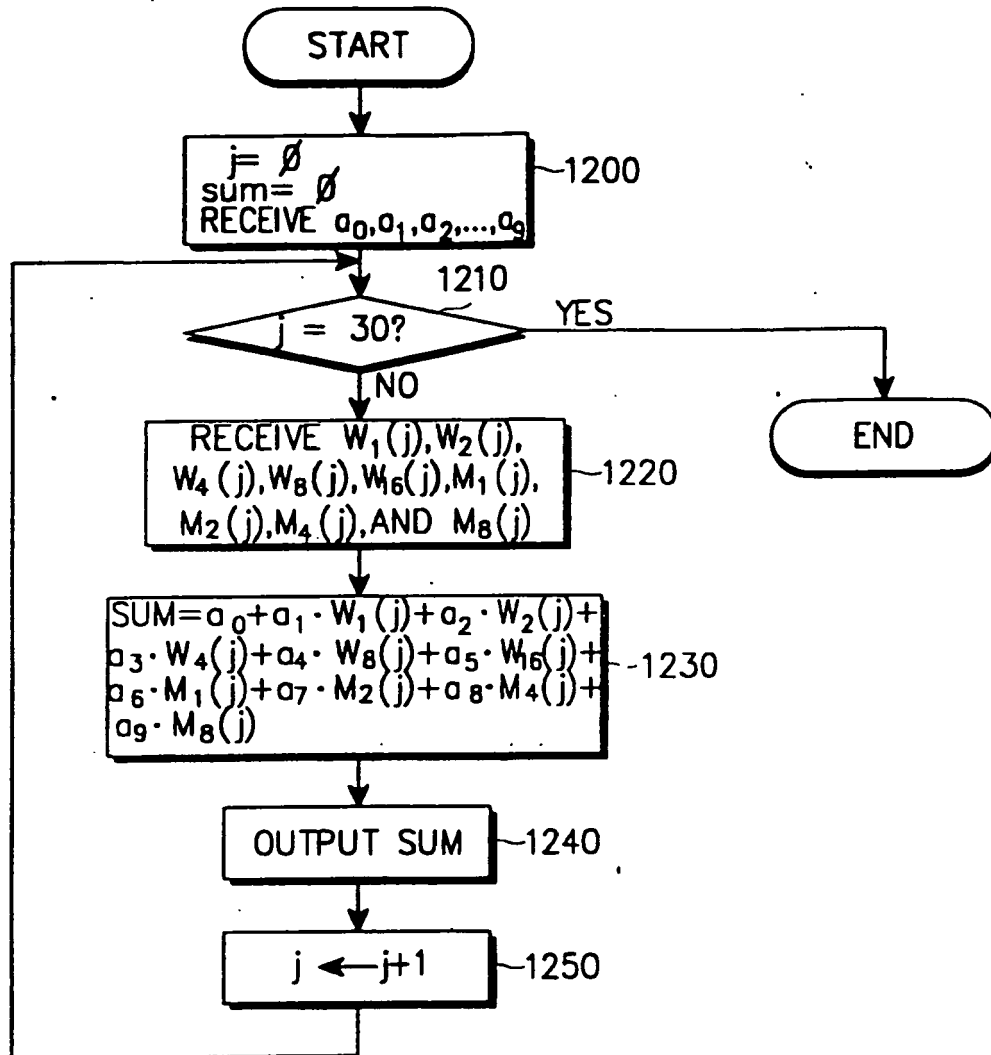 START
j= Ø
sum= Ø
RECEIVE a₀,a₁,a₂,...,a₉
1200
1210
j = 30?
YES
NO
END
RECEIVE W₁(j),W₂(j),
W₄(j),W₈(j),W₁₆(j),M₁(j),
M₂(j),M₄(j),AND M₈(j)
1220
SUM=a₀+a₁·W₁(j)+a₂·W₂(j)+
a₃·W₄(j)+a₄·W₈(j)+a₅·W₁₆(j)+
a₆·M₁(j)+a₇·M₂(j)+a₈·M₄(j)+
a₉·M₈(j)
1230
OUTPUT SUM
1240
j ← j+1
1250